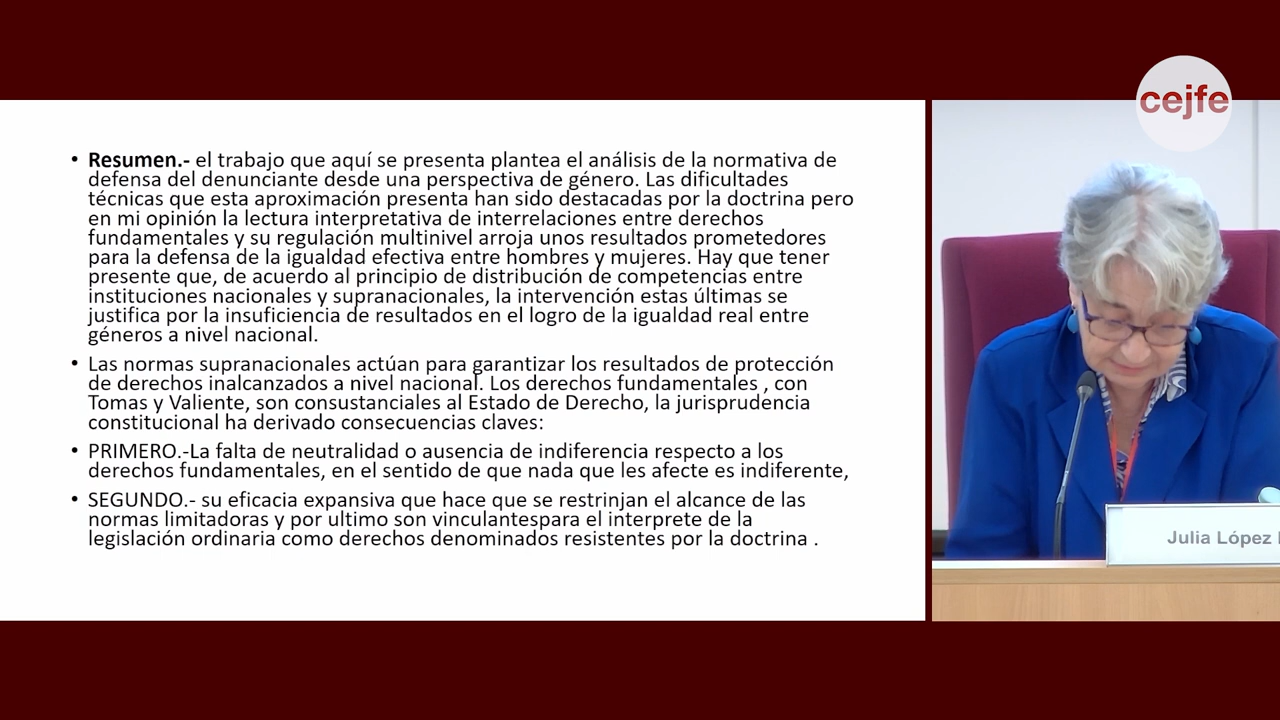 cejfe
• Resumen.- el trabajo que aquí se presenta plantea el análisis de la normativa de
defensa del denunciante desde una perspectiva de género. Las dificultades
técnicas que esta aproximación presenta han sido destacadas por la doctrina pero
en mi opinión la lectura interpretativa de interrelaciones entre derechos
fundamentales y su regulación multinivel arroja unos resultados prometedores
para la defensa de la igualdad efectiva entre hombres y mujeres. Hay que tener
presente que, de acuerdo al principio de distribución de competencias entre
instituciones nacionales y supranacionales, la intervención estas últimas se
justifica por la insuficiencia de resultados en el logro de la igualdad real entre
géneros a nivel nacional.
• Las normas supranacionales actúan para garantizar los resultados de protección
de derechos inalcanzados a nivel nacional. Los derechos fundamentales , con
Tomas y Valiente, son consustanciales al Estado de Derecho, la jurisprudencia
constitucional ha derivado consecuencias claves:
• PRIMERO.-La falta de neutralidad o ausencia de indiferencia respecto a los
derechos fundamentales, en el sentido de que nada que les afecte es indiferente,
• SEGUNDO.- su eficacia expansiva que hace que se restrinjan el alcance de las
normas limitadoras y por ultimo son vinculantespara el interprete de la
legislación ordinaria como derechos denominados resistentes por la doctrina .
Julia López